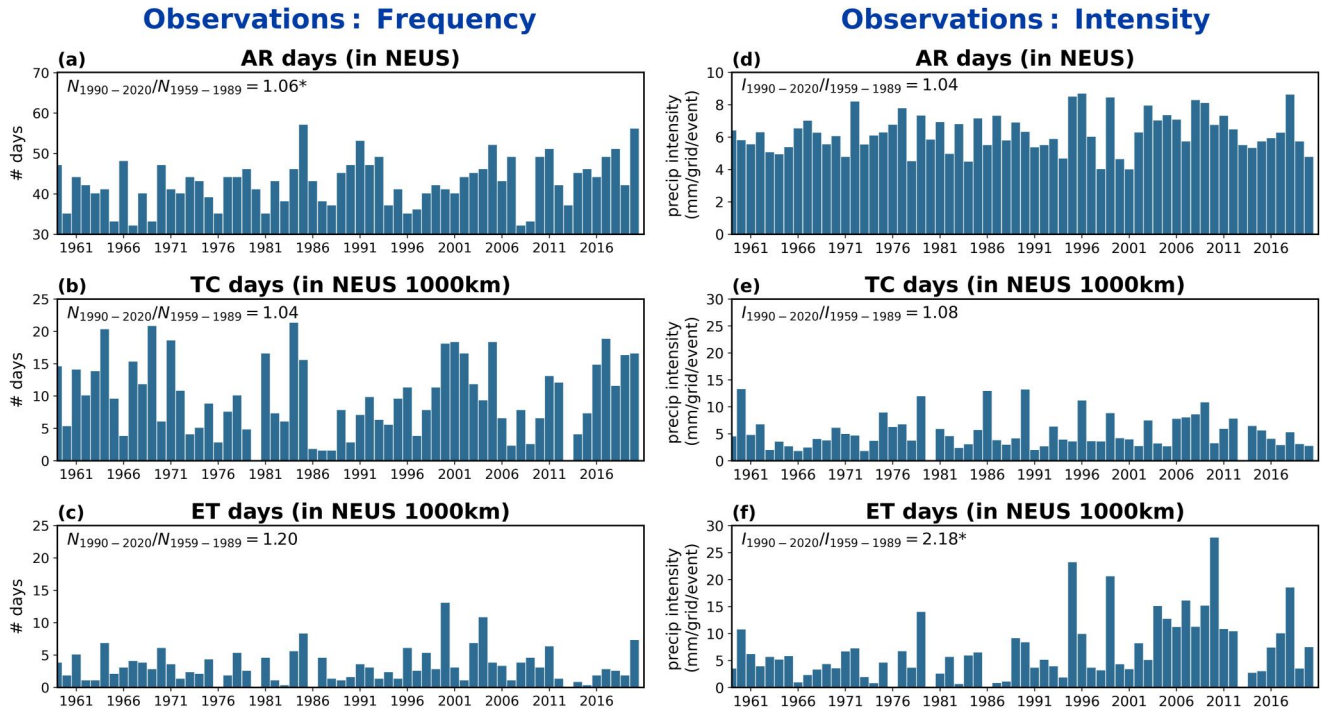 Observations: Frequency
(a) AR days (in NEUS)
N1990−2020/N1959−1989 = 1.06*
# days
70
60
50
40
30
1961 1966 1971 1976 1981 1986 1991 1996 2001 2006 2011 2016
(b) TC days (in NEUS 1000km)
N1990−2020/N1959−1989 = 1.04
# days
25
20
15
10
5
0
1961 1966 1971 1976 1981 1986 1991 1996 2001 2006 2011 2016
(c) ET days (in NEUS 1000km)
N1990−2020/N1959−1989 = 1.20
# days
25
20
15
10
5
0
1961 1966 1971 1976 1981 1986 1991 1996 2001 2006 2011 2016
Observations: Intensity
(d) AR days (in NEUS)
I1990−2020/I1959−1989 = 1.04
precip intensity
(mm/grid/event)
10
8
6
4
2
0
1961 1966 1971 1976 1981 1986 1991 1996 2001 2006 2011 2016
(e) TC days (in NEUS 1000km)
I1990−2020/I1959−1989 = 1.08
precip intensity
(mm/grid/event)
30
25
20
15
10
5
0
1961 1966 1971 1976 1981 1986 1991 1996 2001 2006 2011 2016
(f) ET days (in NEUS 1000km)
I1990−2020/I1959−1989 = 2.18*
precip intensity
(mm/grid/event)
30
25
20
15
10
5
0
1961 1966 1971 1976 1981 1986 1991 1996 2001 2006 2011 2016